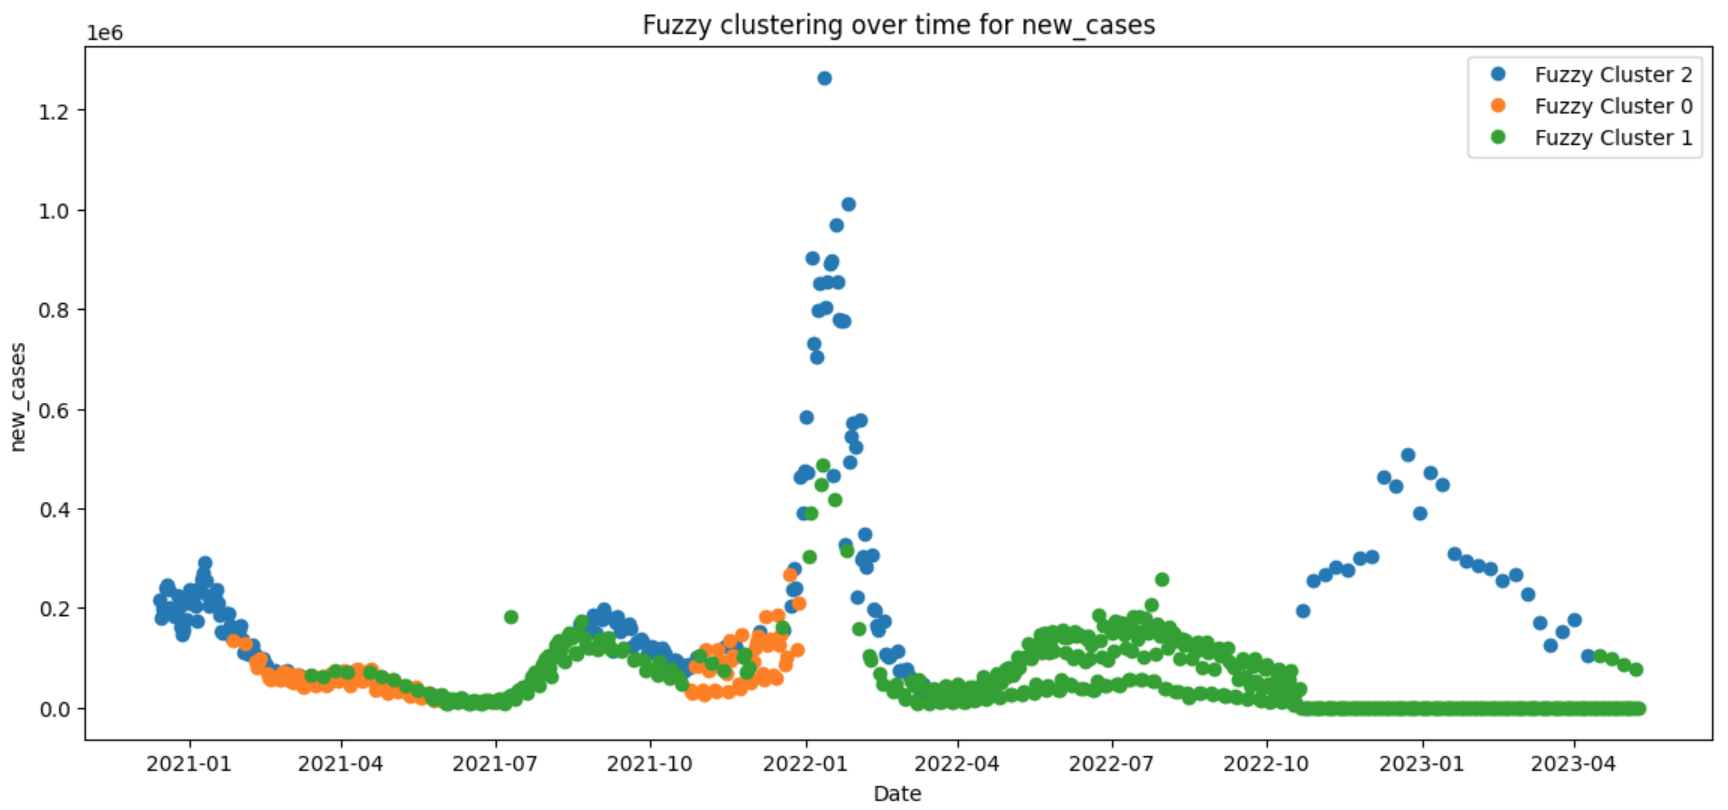 Fuzzy clustering over time for new_cases
1e6
Fuzzy Cluster 2
Fuzzy Cluster 0
Fuzzy Cluster 1
1.2
1.0
0.8
0.6
0.4
0.2
0.0
new_cases
2021-01 2021-04 2021-07 2021-10 2022-01 2022-04 2022-07 2022-10 2023-01 2023-04
Date